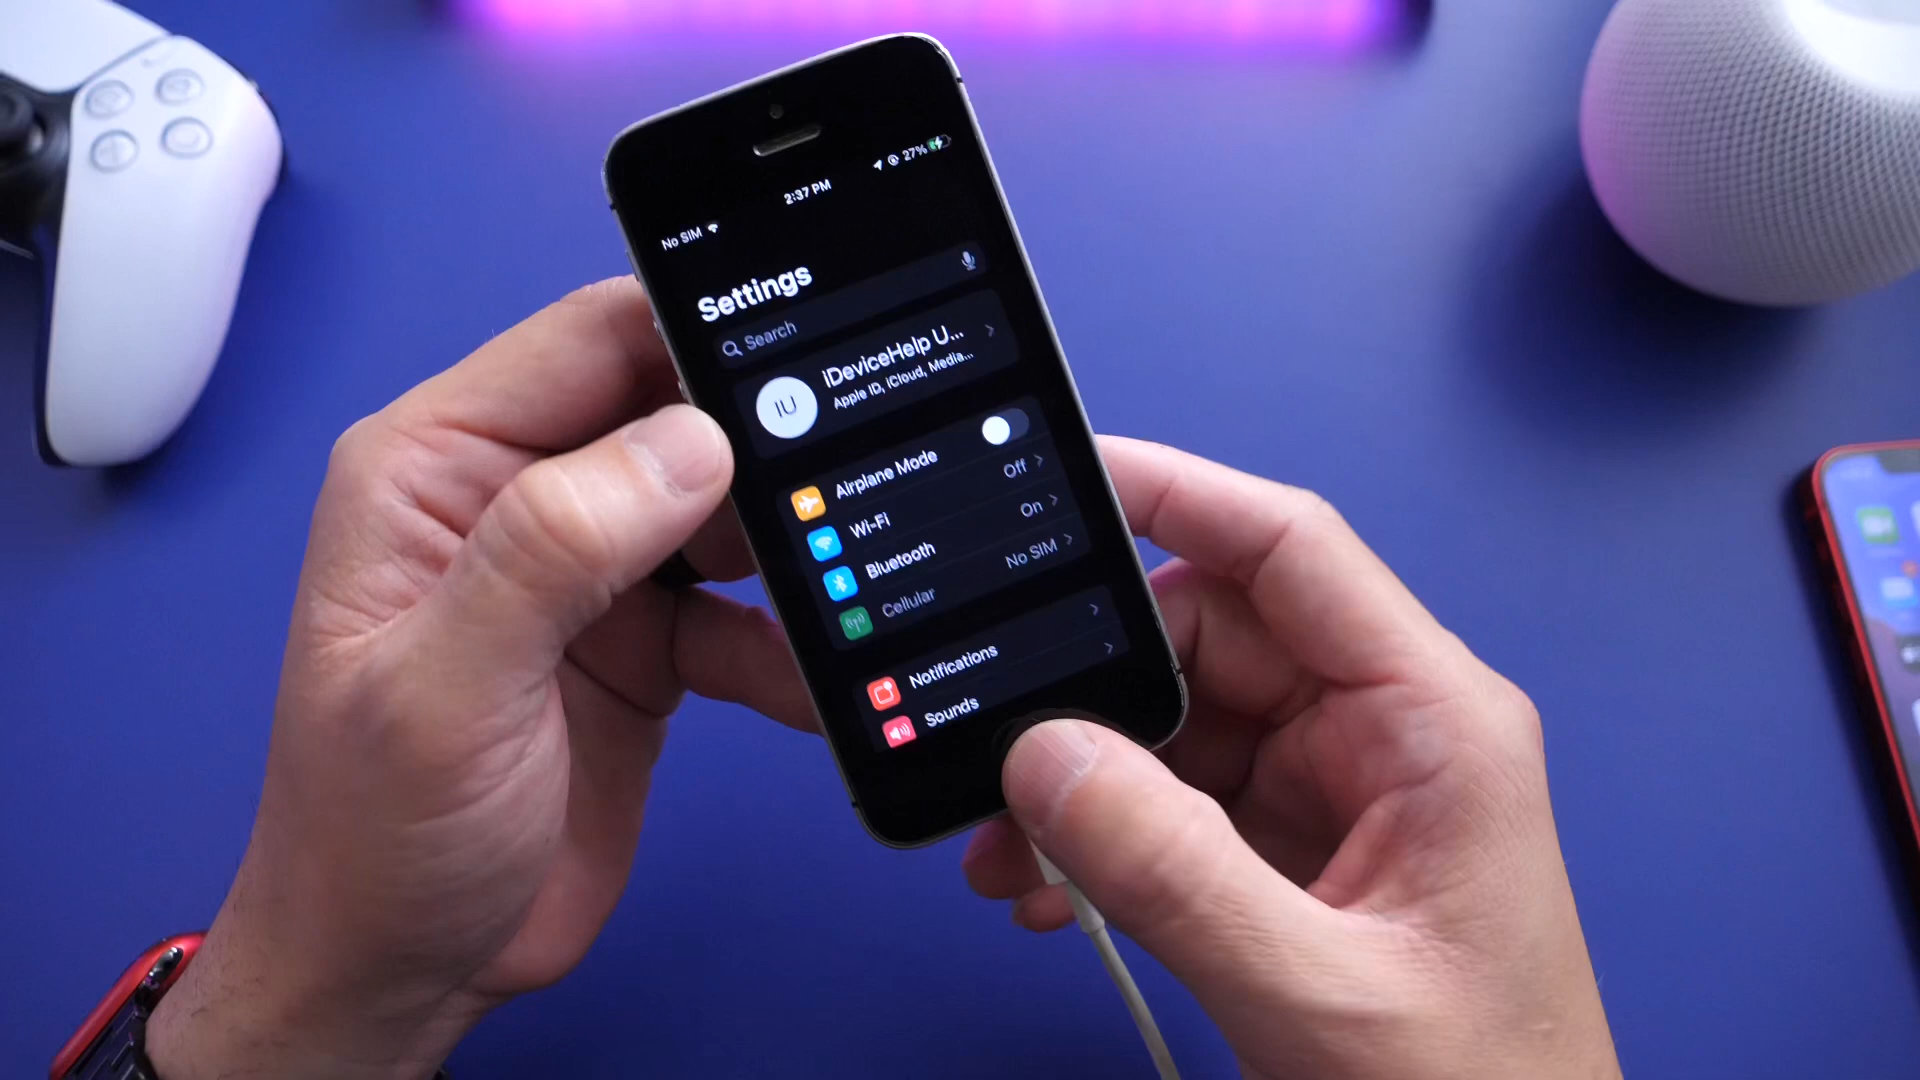 No SIM 2:37 PM 27%
Settings
Search
IU
iDeviceHelp U...
Apple ID, iCloud, Media...
Airplane Mode
Wi-Fi Off
Bluetooth On
Cellular No SIM
Notifications
Sounds